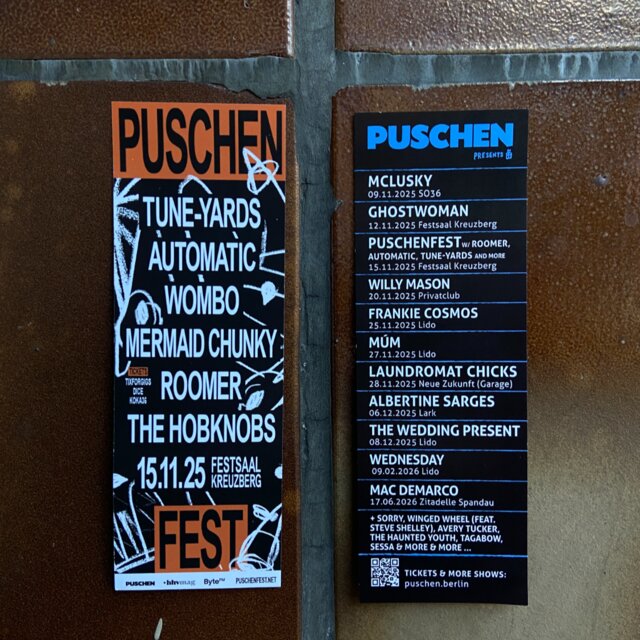 PUSCHEN
TUNE-YARDS
AUTOMATIC
WOMBO
MERMAID CHUNKY
TICKETS
TIXFORGIGS
DICE
KOKA36
ROOMER
THE HOBKNOBS
15.11.25
FESTSAAL
KREUZBERG
FEST
PUSCHEN
+hhvmag
Byte™
PUSCHENFEST.NET
PUSCHEN
PRESENTS
MCLUSKY
09.11.2025 SO36
GHOSTWOMAN
12.11.2025 Festsaal Kreuzberg
PUSCHENFEST W/ ROOMER,
AUTOMATIC, TUNE-YARDS AND MORE
15.11.2025 Festsaal Kreuzberg
WILLY MASON
20.11.2025 Privatclub
FRANKIE COSMOS
25.11.2025 Lido
MÚM
27.11.2025 Lido
LAUNDROMAT CHICKS
28.11.2025 Neue Zukunft (Garage)
ALBERTINE SARGES
06.12.2025 Lark
THE WEDDING PRESENT
08.12.2025 Lido
WEDNESDAY
09.02.2026 Lido
MAC DEMARCO
17.06.2026 Zitadelle Spandau
+ SORRY, WINGED WHEEL (FEAT.
STEVE SHELLEY), AVERY TUCKER,
THE HAUNTED YOUTH, TAGABOW,
SESSA & MORE & MORE ...
TICKETS & MORE SHOWS:
puschen.berlin